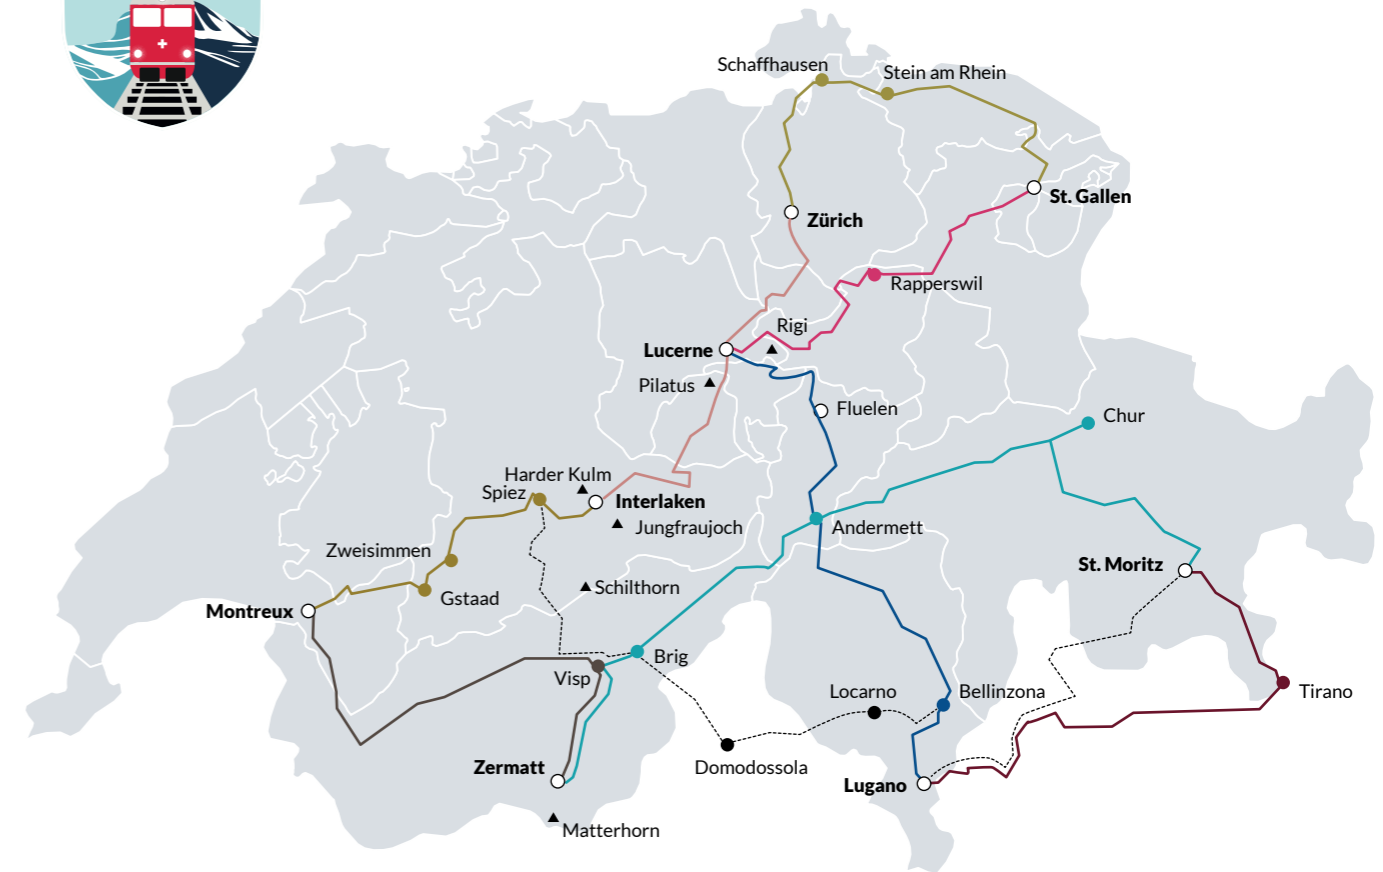 Schaffhausen
Stein am Rhein
St. Gallen
Zürich
Rapperswil
Rigi
Lucerne
Pilatus
Fluelen
Chur
Harder Kulm
Spiez
Interlaken
Jungfraujoch
Andermett
Zweisimmen
St. Moritz
Schilthorn
Gstaad
Montreux
Brig
Visp
Locarno
Bellinzona
Tirano
Zermatt
Domodossola
Lugano
Matterhorn